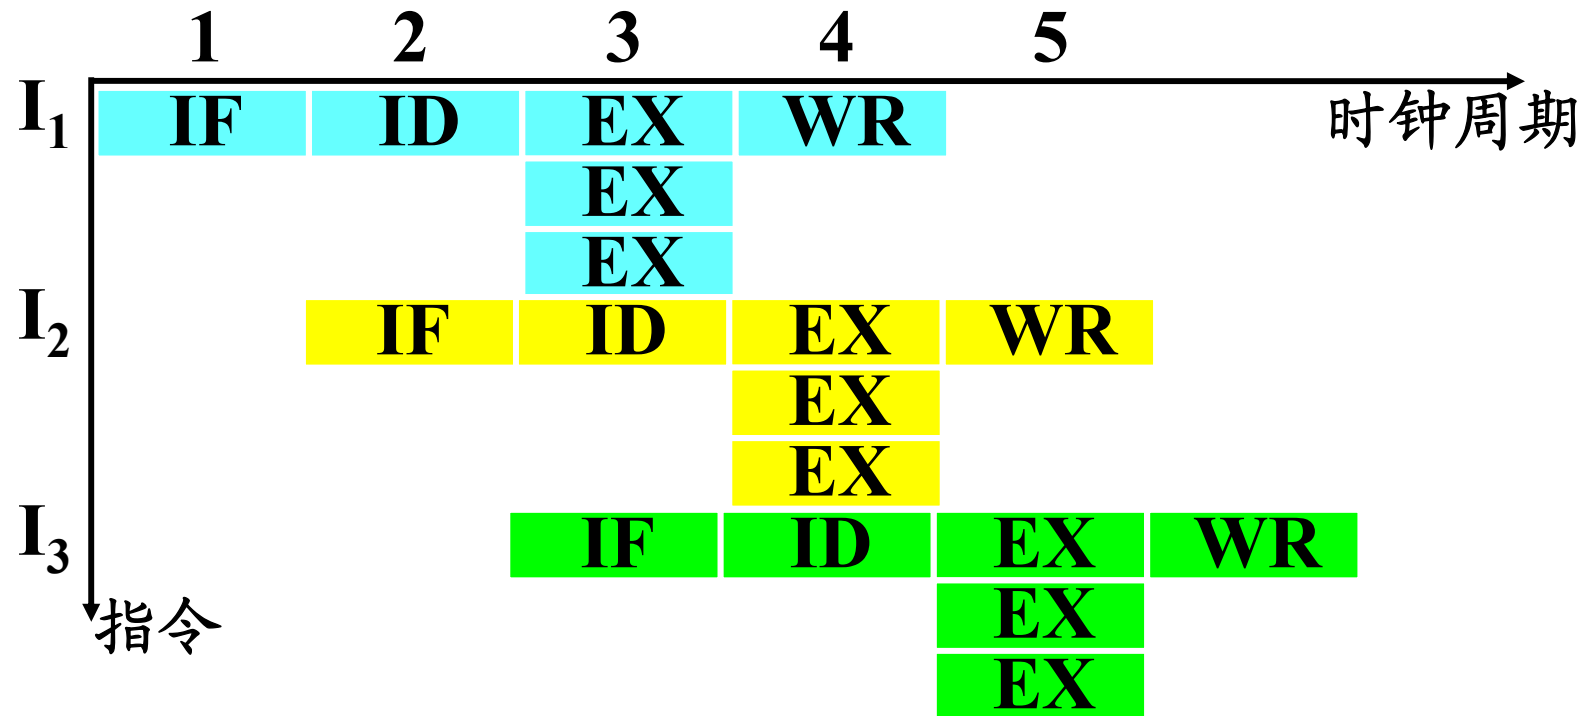 1 2 3 4 5
时钟周期
I1 IF ID EX WR
EX
EX
I2 IF ID EX WR
EX
EX
I3 IF ID EX WR
EX
EX
指令